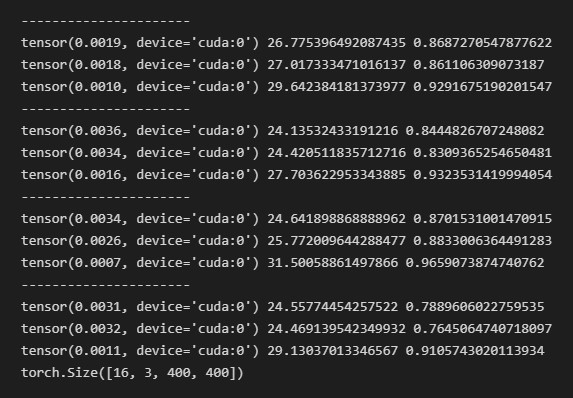 ----------------------
tensor(0.0019, device='cuda:0') 26.775396492087435 0.8687270547877622
tensor(0.0018, device='cuda:0') 27.017333471016137 0.861106309073187
tensor(0.0010, device='cuda:0') 29.642384181373977 0.9291675190201547
----------------------
tensor(0.0036, device='cuda:0') 24.13532433191216 0.8444826707248082
tensor(0.0034, device='cuda:0') 24.420511835712716 0.8309365254650481
tensor(0.0016, device='cuda:0') 27.703622953343885 0.9323531419994054
----------------------
tensor(0.0034, device='cuda:0') 24.641898868888962 0.8701531001470915
tensor(0.0026, device='cuda:0') 25.772009644288477 0.8833006364491283
tensor(0.0007, device='cuda:0') 31.50058861497866 0.9659073874740762
----------------------
tensor(0.0031, device='cuda:0') 24.55774454257522 0.7889606022759535
tensor(0.0032, device='cuda:0') 24.469139542349932 0.7645064740718097
tensor(0.0011, device='cuda:0') 29.13037013346567 0.9105743020113934
torch.Size([16, 3, 400, 400])